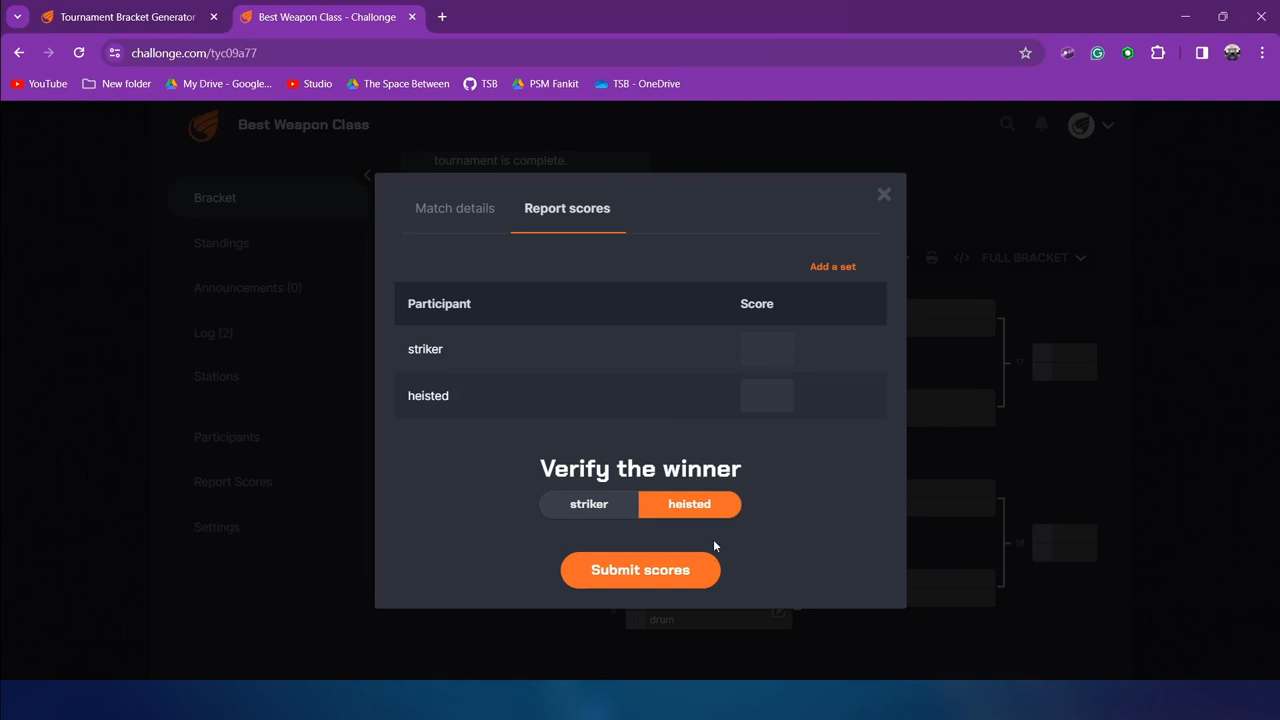 Tournament Bracket Generator
Best Weapon Class - Challonge
challonge.com/tyc09a77
YouTube
New folder
My Drive - Google...
Studio
The Space Between
TSB
PSM Fankit
TSB - OneDrive
Best Weapon Class
tournament is complete.
Bracket
Standings
Announcements (0)
Log (2)
Stations
Participants
Report Scores
Settings
FULL BRACKET
Match details
Report scores
Add a set
Participant Score
striker
heisted
Verify the winner
striker heisted
Submit scores
17
18
drum